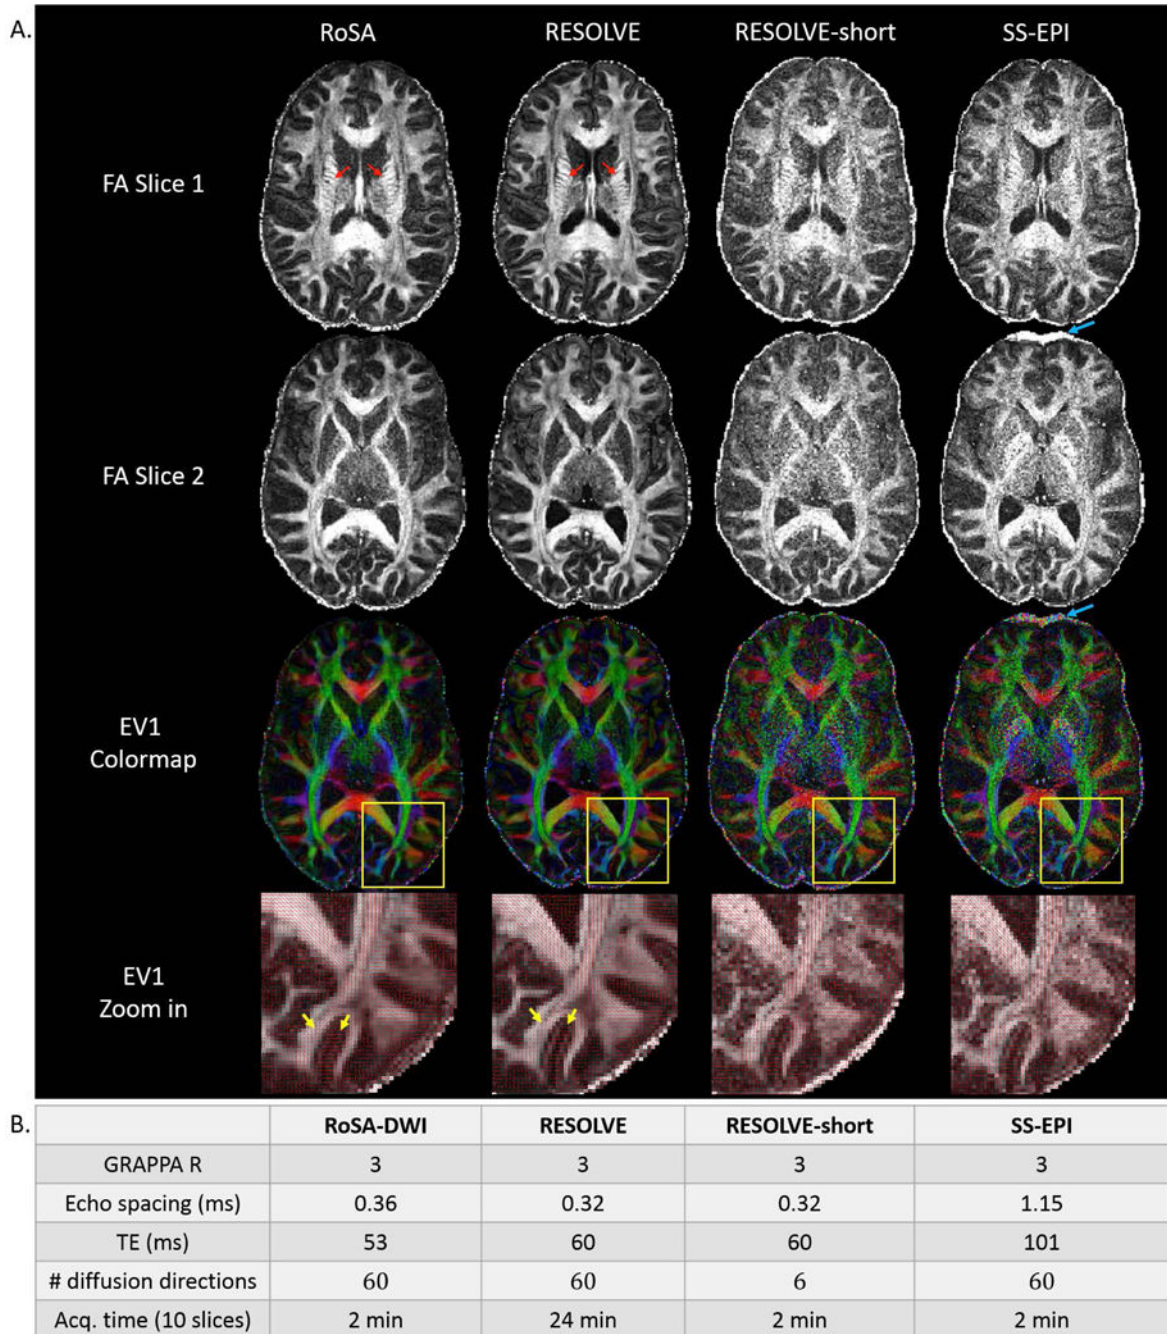 A.
RoSA RESOLVE RESOLVE-short SS-EPI
FA Slice 1
FA Slice 2
EV1
Colormap
EV1
Zoom in
B.
RoSA-DWI RESOLVE RESOLVE-short SS-EPI
GRAPPA R 3 3 3 3
Echo spacing (ms) 0.36 0.32 0.32 1.15
TE (ms) 53 60 60 101
# diffusion directions 60 60 6 60
Acq. time (10 slices) 2 min 24 min 2 min 2 min